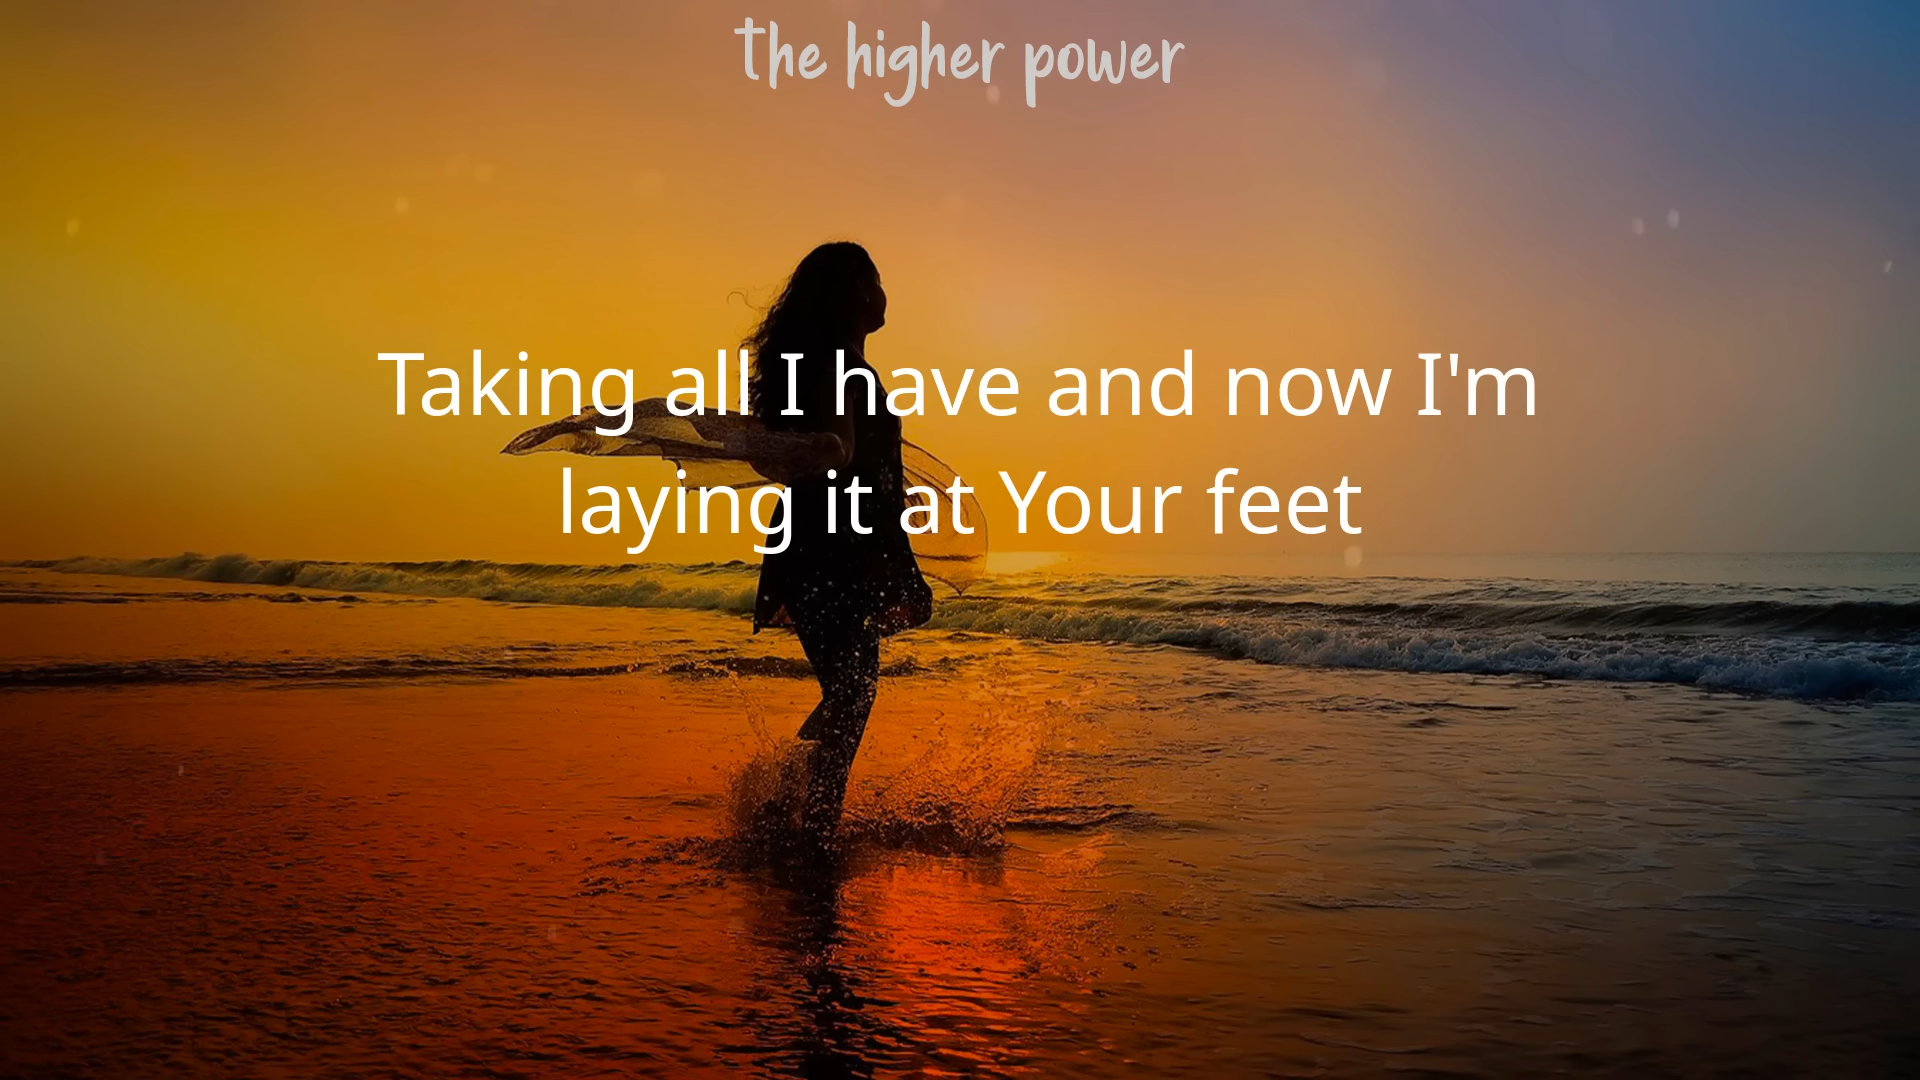 the higher power
Taking all I have and now I'm
laying it at Your feet